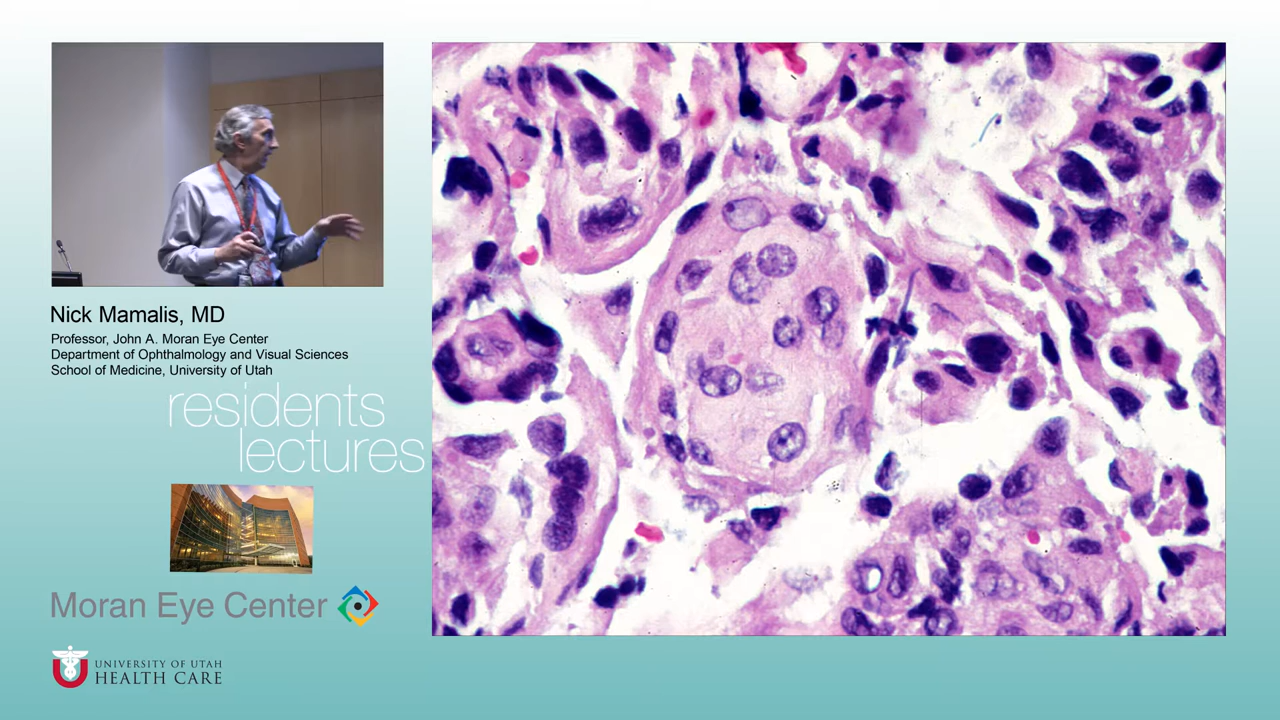 Nick Mamalis, MD
Professor, John A. Moran Eye Center
Department of Ophthalmology and Visual Sciences
School of Medicine, University of Utah
residents
lectures
Moran Eye Center
UNIVERSITY OF UTAH
HEALTH CARE